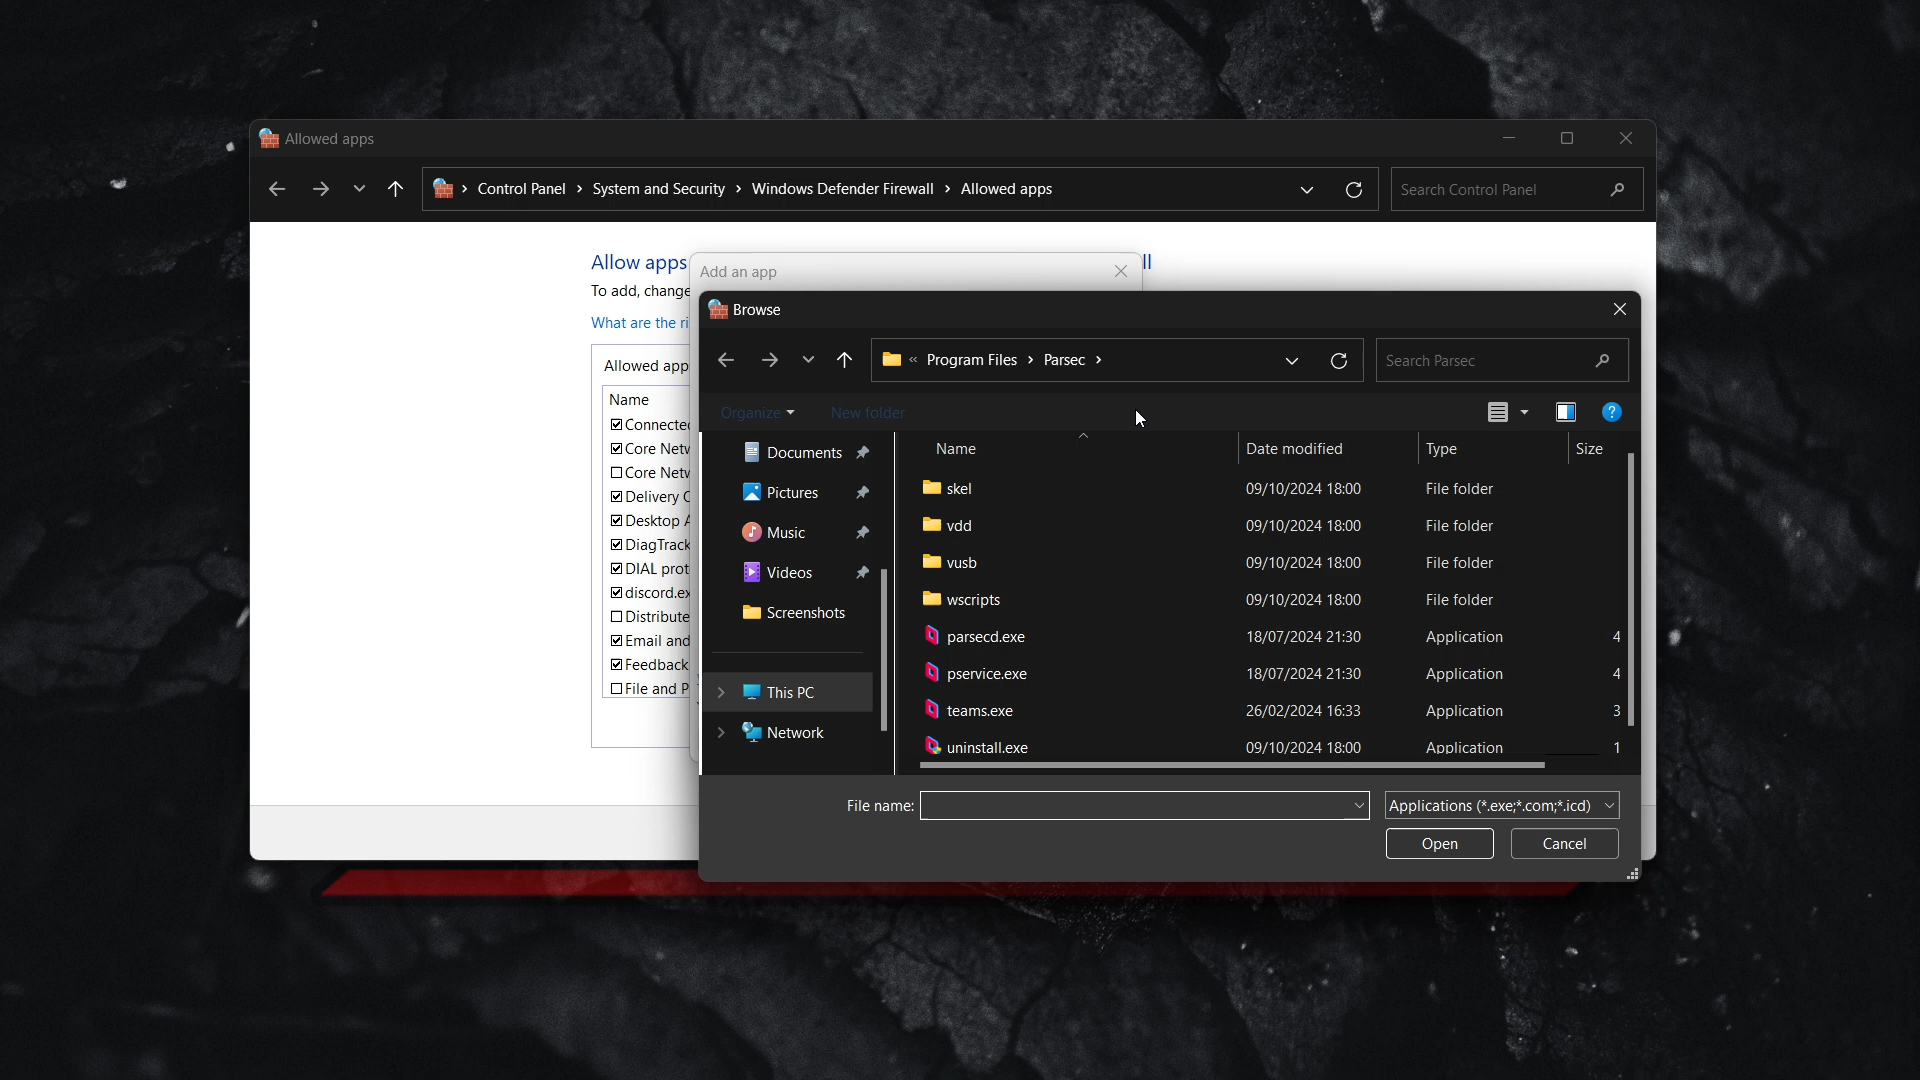 Allowed apps
Control Panel > System and Security > Windows Defender Firewall > Allowed apps
Search Control Panel
Allow apps
ll
To add, change
What are the ri
Allowed app
Name
Connected
Core Netw
Core Netw
Delivery O
Desktop A
DiagTrack
DIAL prot
discord.ex
Distribute
Email and
Feedback
File and P
Add an app
Browse
« Program Files > Parsec >
Search Parsec
Organize
New folder
?
Documents
Pictures
Music
Videos
Screenshots
This PC
Network
Name Date modified Type Size
skel 09/10/2024 18:00 File folder
vdd 09/10/2024 18:00 File folder
vusb 09/10/2024 18:00 File folder
wscripts 09/10/2024 18:00 File folder
parsecd.exe 18/07/2024 21:30 Application 4
pservice.exe 18/07/2024 21:30 Application 4
teams.exe 26/02/2024 16:33 Application 3
uninstall.exe 09/10/2024 18:00 Application 1
File name:
Applications (*.exe;*.com;*.icd)
Open
Cancel